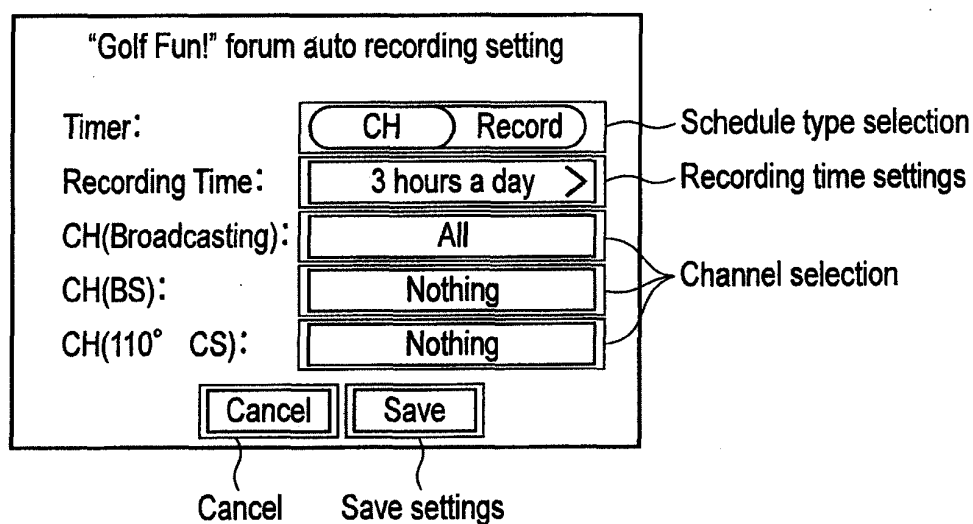 “Golf Fun!” forum auto recording setting
Timer: CH Record Schedule type selection
Recording Time: 3 hours a day > Recording time settings
CH(Broadcasting): All
Channel selection
CH(BS): Nothing
CH(110° CS): Nothing
Cancel Save
Cancel Save settings